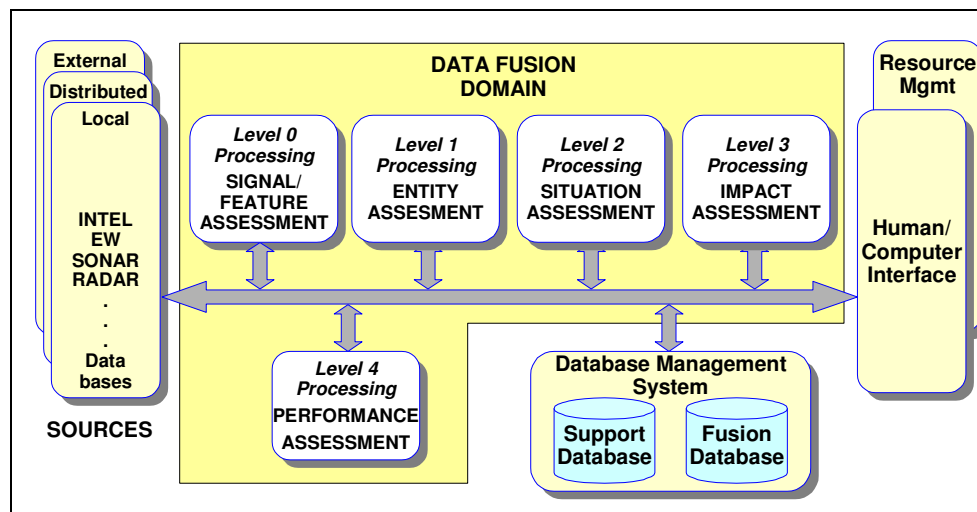 External
Distributed
Local
INTEL
EW
SONAR
RADAR
.
.
.
Data
bases
SOURCES
DATA FUSION
DOMAIN
Level 0
Processing
SIGNAL/
FEATURE
ASSESSMENT
Level 1
Processing
ENTITY
ASSESMENT
Level 2
Processing
SITUATION
ASSESSMENT
Level 3
Processing
IMPACT
ASSESSMENT
Level 4
Processing
PERFORMANCE
ASSESSMENT
Database Management
System
Support
Database
Fusion
Database
Resource
Mgmt
Human/
Computer
Interface